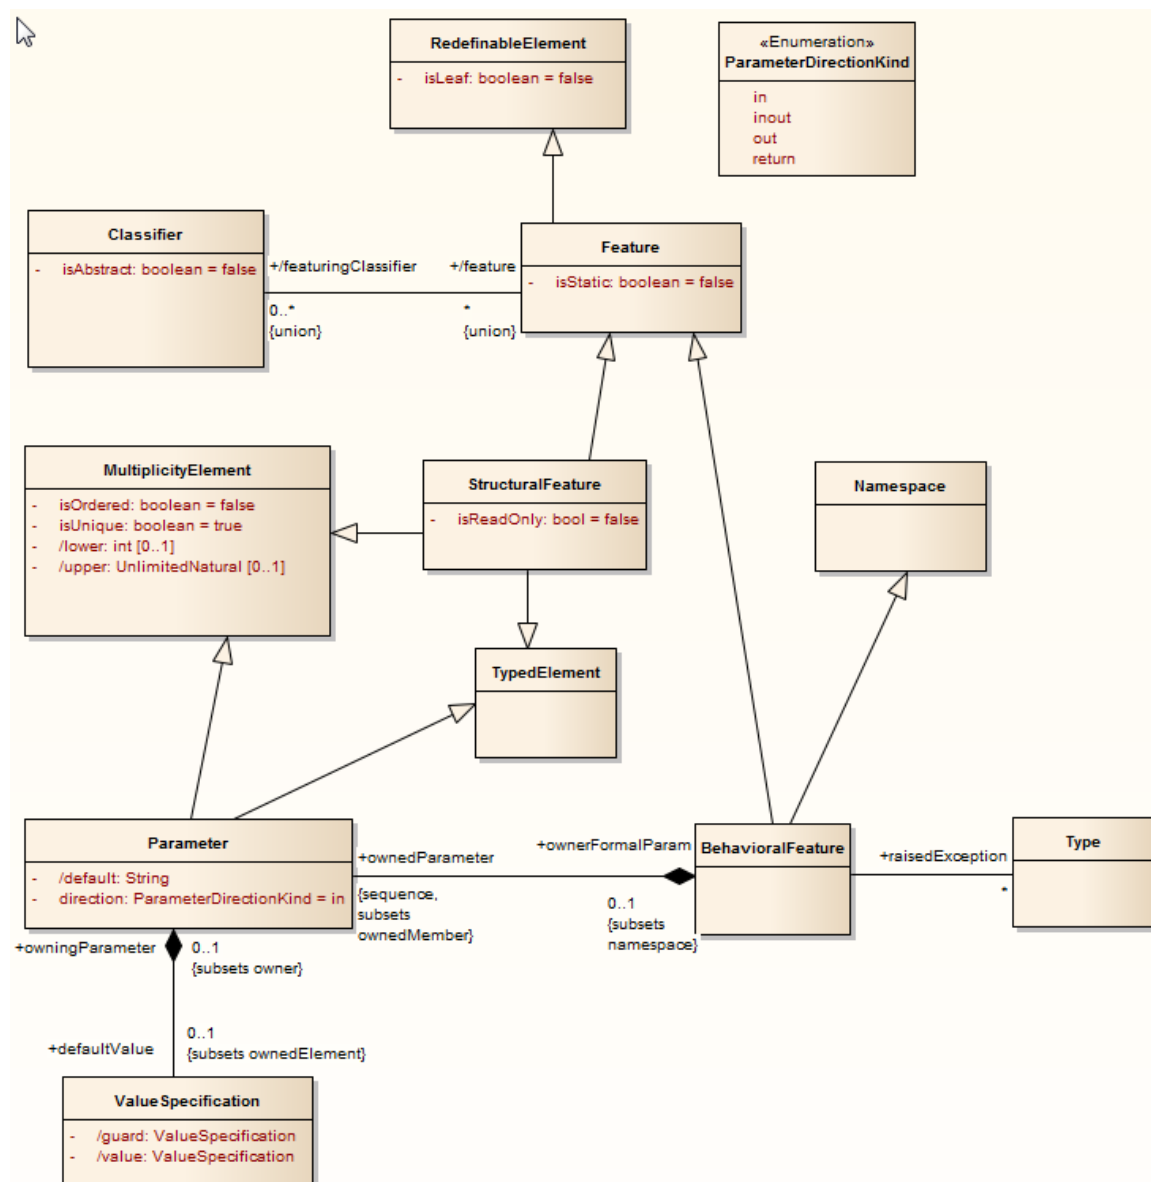 RedefinableElement
- isLeaf: boolean = false
«Enumeration»
ParameterDirectionKind
in
inout
out
return
Classifier
- isAbstract: boolean = false
+/featuringClassifier
0..*
{union}
+/feature
*
{union}
Feature
- isStatic: boolean = false
MultiplicityElement
- isOrdered: boolean = false
- isUnique: boolean = true
- /lower: int [0..1]
- /upper: UnlimitedNatural [0..1]
StructuralFeature
- isReadOnly: bool = false
Namespace
TypedElement
Parameter
- /default: String
- direction: ParameterDirectionKind = in
+ownedParameter
{sequence,
subsets
ownedMember}
+ownerFormalParam
0..1
{subsets
namespace}
BehavioralFeature
+raisedException
*
Type
+owningParameter
0..1
{subsets owner}
+defaultValue
0..1
{subsets ownedElement}
ValueSpecification
- /guard: ValueSpecification
- /value: ValueSpecification